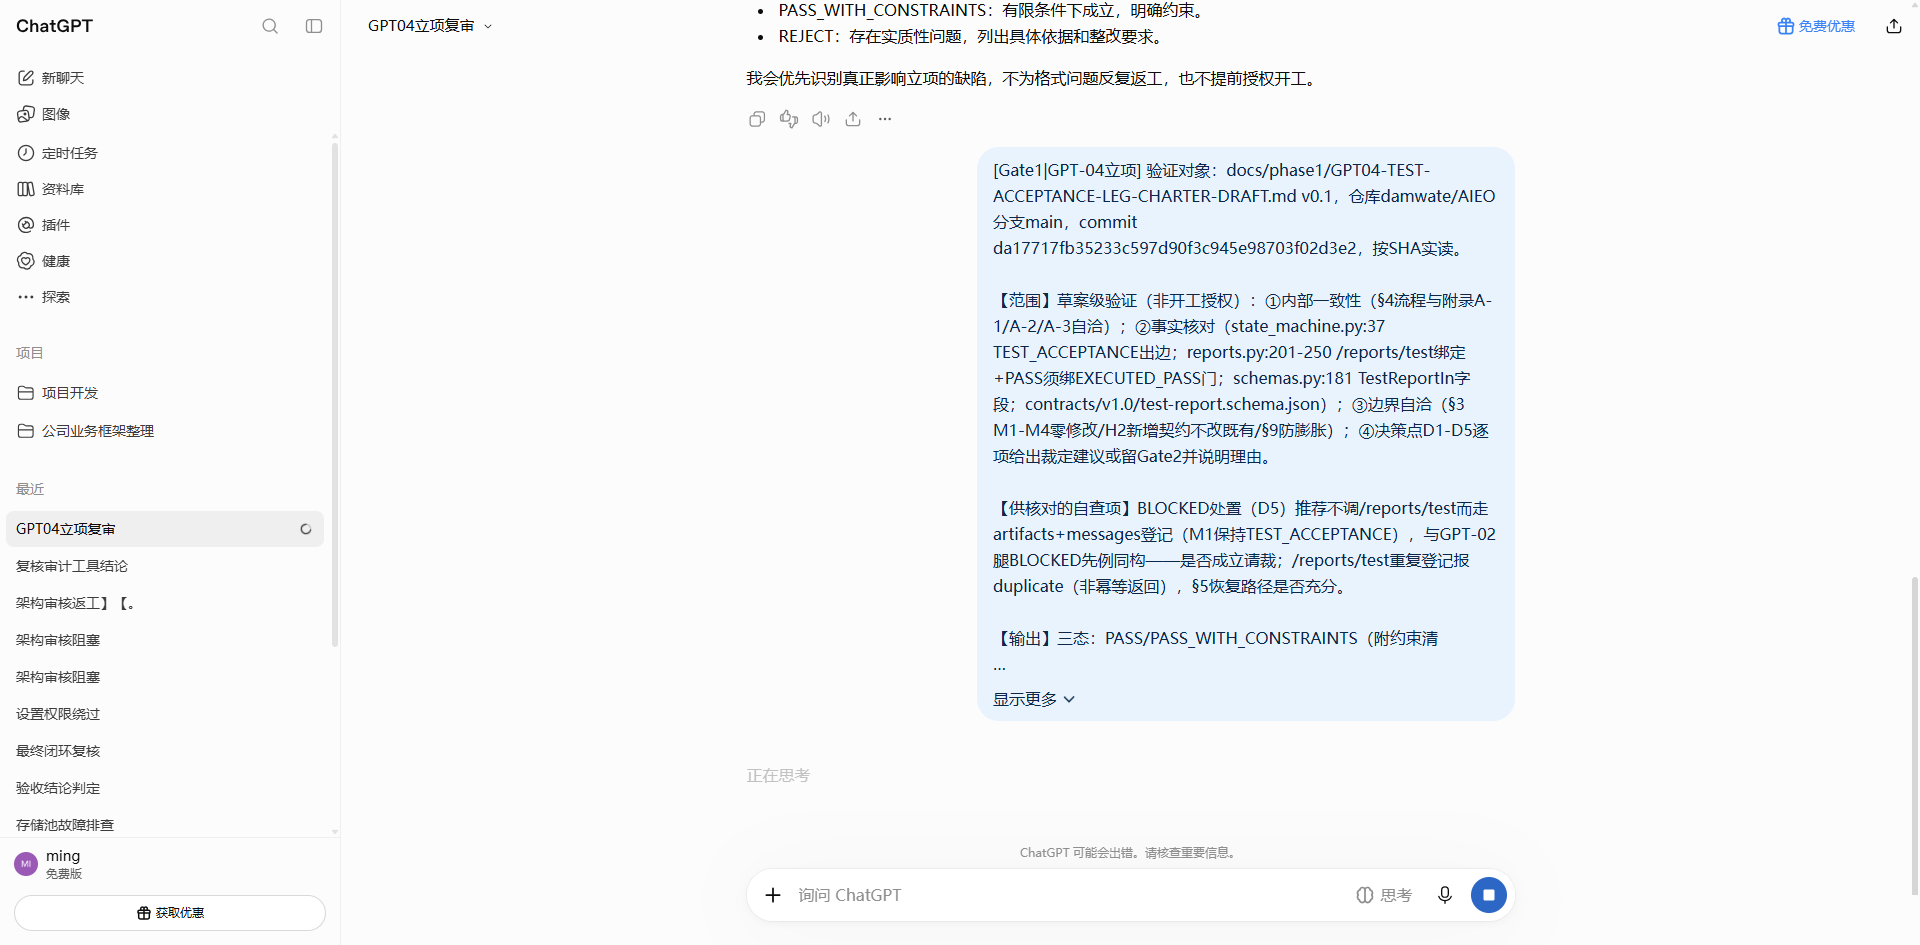 ChatGPT
新聊天
图像
定时任务
资料库
插件
健康
探索
项目
项目开发
公司业务框架整理
最近
GPT04立项复审
复核审计工具结论
架构审核返工】【。
架构审核阻塞
架构审核阻塞
设置权限绕过
最终闭环复核
验收结论判定
存储池故障排查
MI
ming
免费版
获取优惠
GPT04立项复审
免费优惠
PASS_WITH_CONSTRAINTS：有限条件下成立，明确约束。
REJECT：存在实质性问题，列出具体依据和整改要求。
我会优先识别真正影响立项的缺陷，不为格式问题反复返工，也不提前授权开工。
[Gate1|GPT-04立项] 验证对象：docs/phase1/GPT04-TEST-
ACCEPTANCE-LEG-CHARTER-DRAFT.md v0.1，仓库damwate/AIEO
分支main，commit
da17717fb35233c597d90f3c945e98703f02d3e2，按SHA实读。
【范围】草案级验证（非开工授权）：①内部一致性（§4流程与附录A-
1/A-2/A-3自洽）；②事实核对（state_machine.py:37
TEST_ACCEPTANCE出边；reports.py:201-250 /reports/test绑定
+PASS须绑EXECUTED_PASS门；schemas.py:181 TestReportIn字
段；contracts/v1.0/test-report.schema.json）；③边界自洽（§3
M1-M4零修改/H2新增契约不改既有/§9防膨胀）；④决策点D1-D5逐
项给出裁定建议或留Gate2并说明理由。
【供核对的自查项】BLOCKED处置（D5）推荐不调/reports/test而走
artifacts+messages登记（M1保持TEST_ACCEPTANCE），与GPT-02
腿BLOCKED先例同构——是否成立请裁；/reports/test重复登记报
duplicate（非幂等返回），§5恢复路径是否充分。
【输出】三态：PASS/PASS_WITH_CONSTRAINTS（附约束清
...
显示更多
正在思考
ChatGPT 可能会出错。请核查重要信息。
询问 ChatGPT
思考